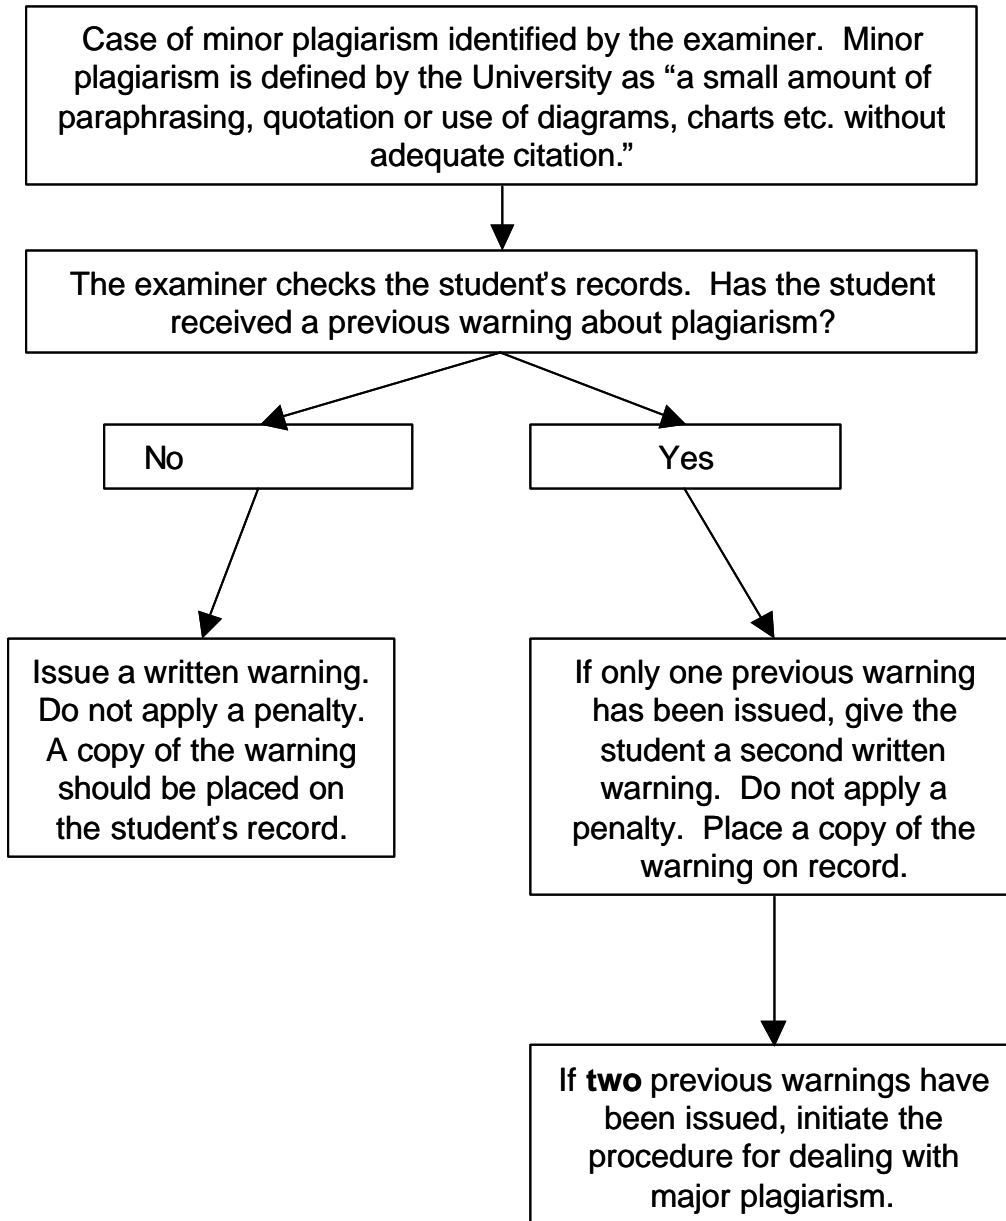 Case of minor plagiarism identified by the examiner.  Minor
plagiarism is defined by the University as “a small amount of
paraphrasing, quotation or use of diagrams, charts etc. without
adequate citation.”
The examiner checks the student’s records.  Has the student
received a previous warning about plagiarism?
No
Yes
Issue a written warning.
Do not apply a penalty.
A copy of the warning
should be placed on
the student’s record.
If only one previous warning
has been issued, give the
student a second written
warning.  Do not apply a
penalty.  Place a copy of the
warning on record.
If two previous warnings have
been issued, initiate the
procedure for dealing with
major plagiarism.